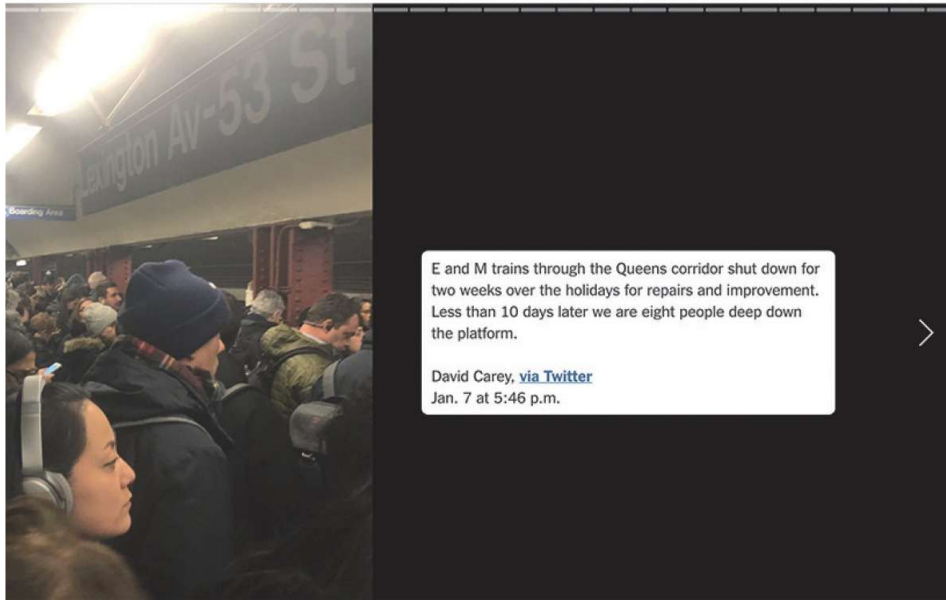 Lexington Av-53 St
Boarding Area
E and M trains through the Queens corridor shut down for
two weeks over the holidays for repairs and improvement.
Less than 10 days later we are eight people deep down
the platform.
David Carey, via Twitter
Jan. 7 at 5:46 p.m.